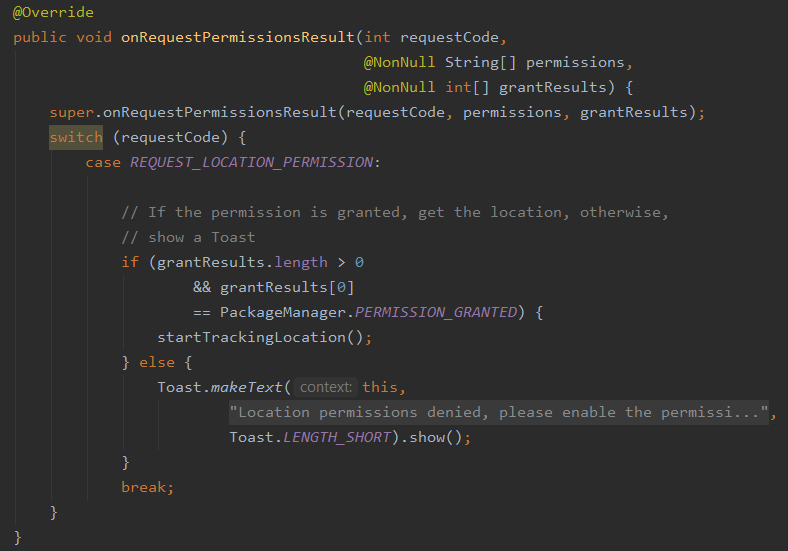 @Override
public void onRequestPermissionsResult(int requestCode,
@NonNull String[] permissions,
@NonNull int[] grantResults) {
super.onRequestPermissionsResult(requestCode, permissions, grantResults);
switch (requestCode) {
case REQUEST_LOCATION_PERMISSION:
// If the permission is granted, get the location, otherwise,
// show a Toast
if (grantResults.length > 0
&& grantResults[0]
== PackageManager.PERMISSION_GRANTED) {
startTrackingLocation();
} else {
Toast.makeText( context: this,
"Location permissions denied, please enable the permissi...",
Toast.LENGTH_SHORT).show();
}
break;
}
}